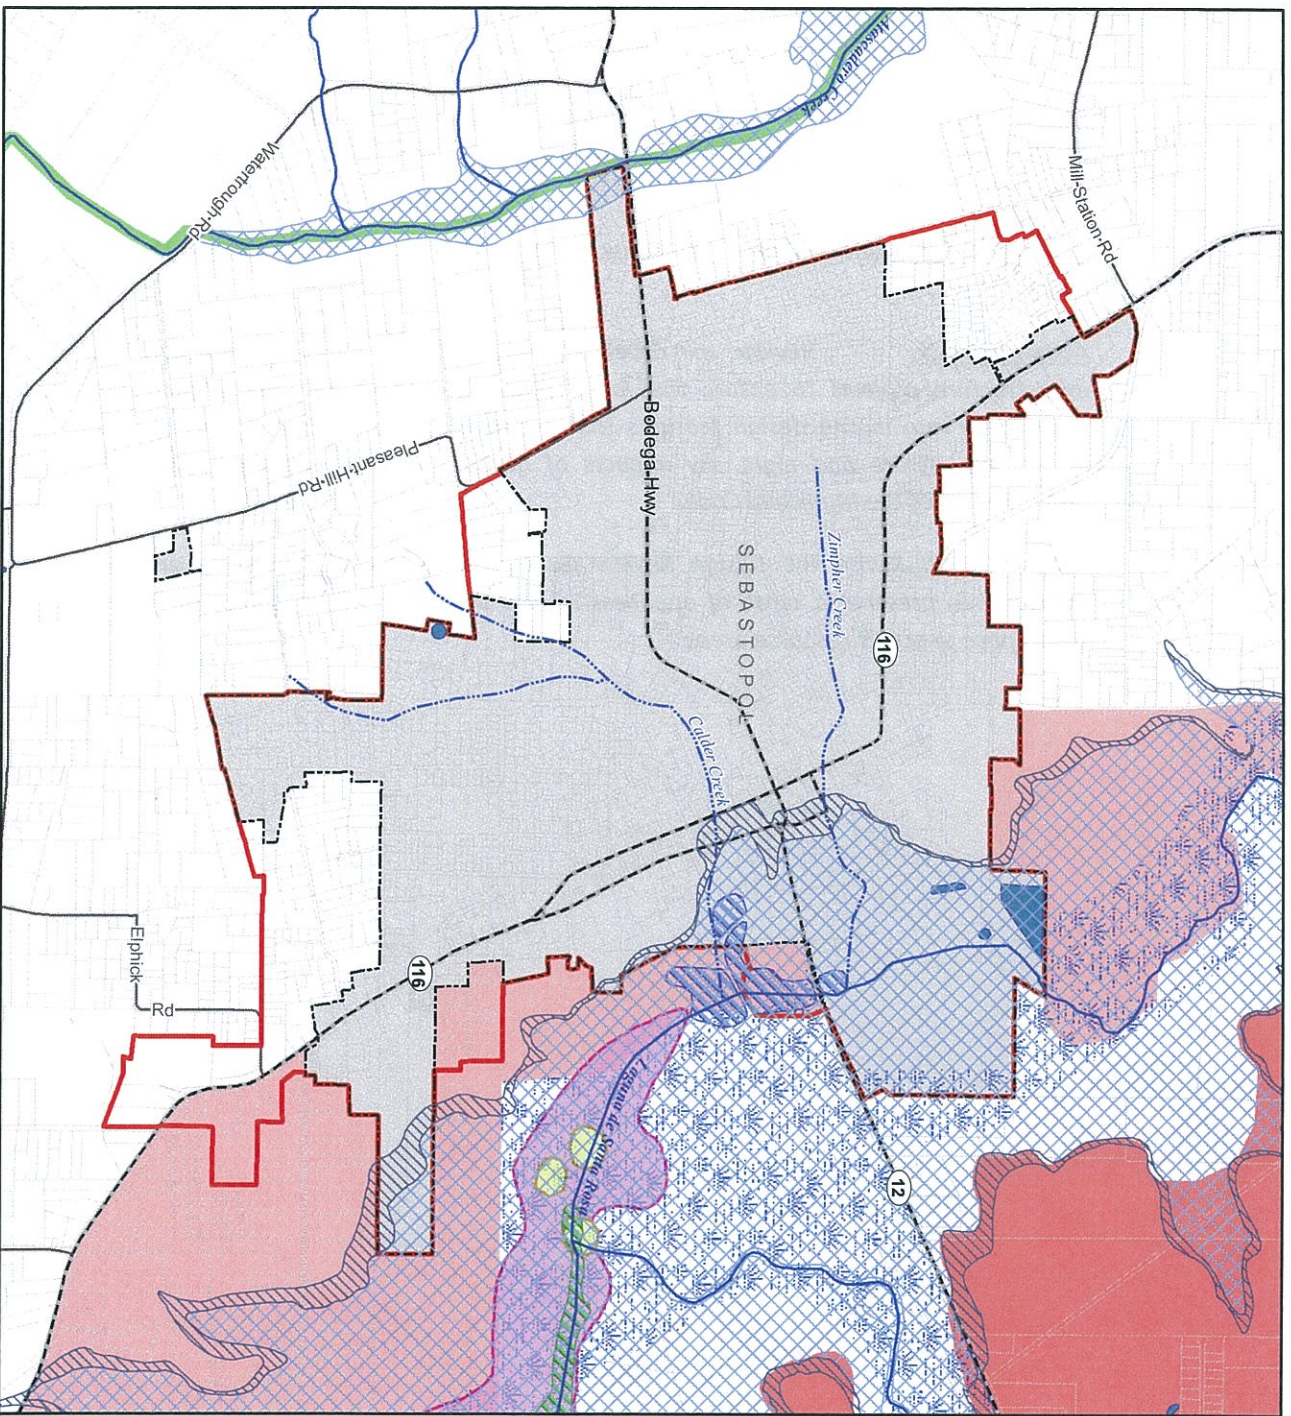 Atascadero Creek
Mill Station Rd
Watertrough Rd
Bodega Hwy
Pleasant Hill Rd
SEBASTOPOL
Zimpher Creek
116
Calder Creek
Elphick
Rd
116
Laguna de Santa Rosa
12